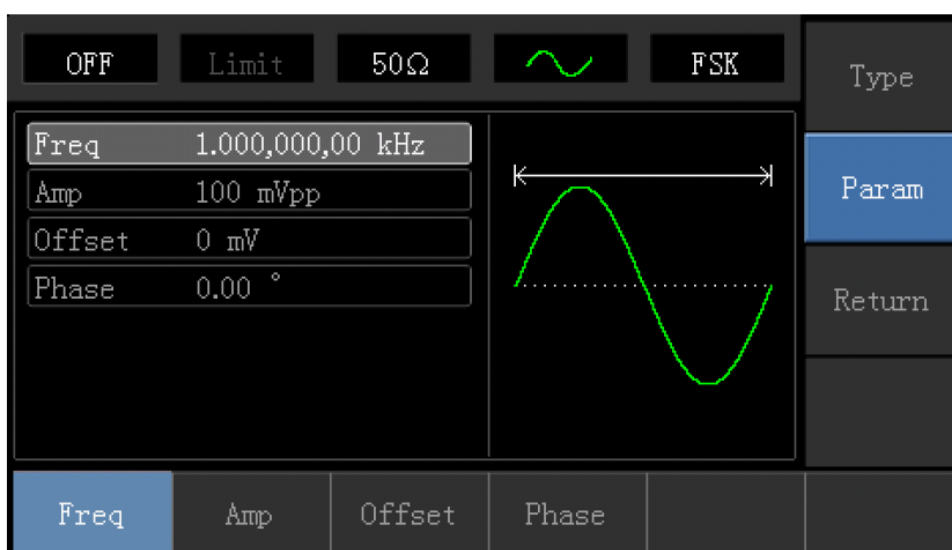 OFF Limit 50Ω FSK
Type
Freq 1.000,000,00 kHz
Amp 100 mVpp
Offset 0 mV
Phase 0.00 °
Param
Return
Freq Amp Offset Phase